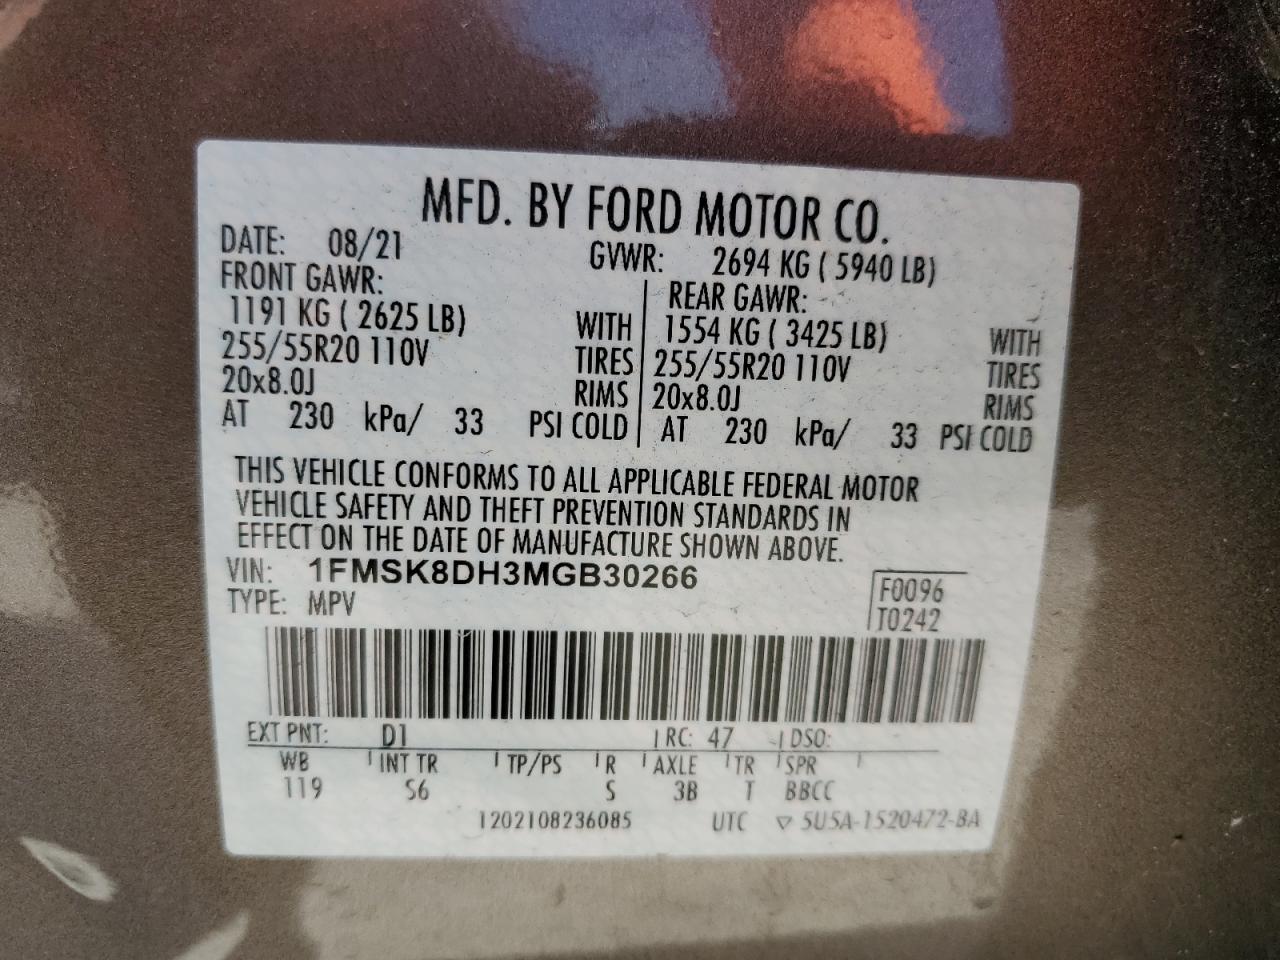 MFD. BY FORD MOTOR CO.
DATE: 08/21 GVWR: 2694 KG ( 5940 LB)
FRONT GAWR: REAR GAWR:
1191 KG ( 2625 LB) WITH 1554 KG ( 3425 LB) WITH
255/55R20 110V TIRES 255/55R20 110V TIRES
20x8.0J RIMS 20x8.0J RIMS
AT 230 kPa/ 33 PSI COLD AT 230 kPa/ 33 PSI COLD
THIS VEHICLE CONFORMS TO ALL APPLICABLE FEDERAL MOTOR
VEHICLE SAFETY AND THEFT PREVENTION STANDARDS IN
EFFECT ON THE DATE OF MANUFACTURE SHOWN ABOVE.
VIN: 1FMSK8DH3MGB30266 F0096
TYPE: MPV T0242
EXT PNT: D1 RC: 47 DSO:
WB INT TR TP/PS R AXLE TR SPR
119 S6 S 3B T BBCC
1202108236085 UTC ▽ 5U5A-1520472-BA